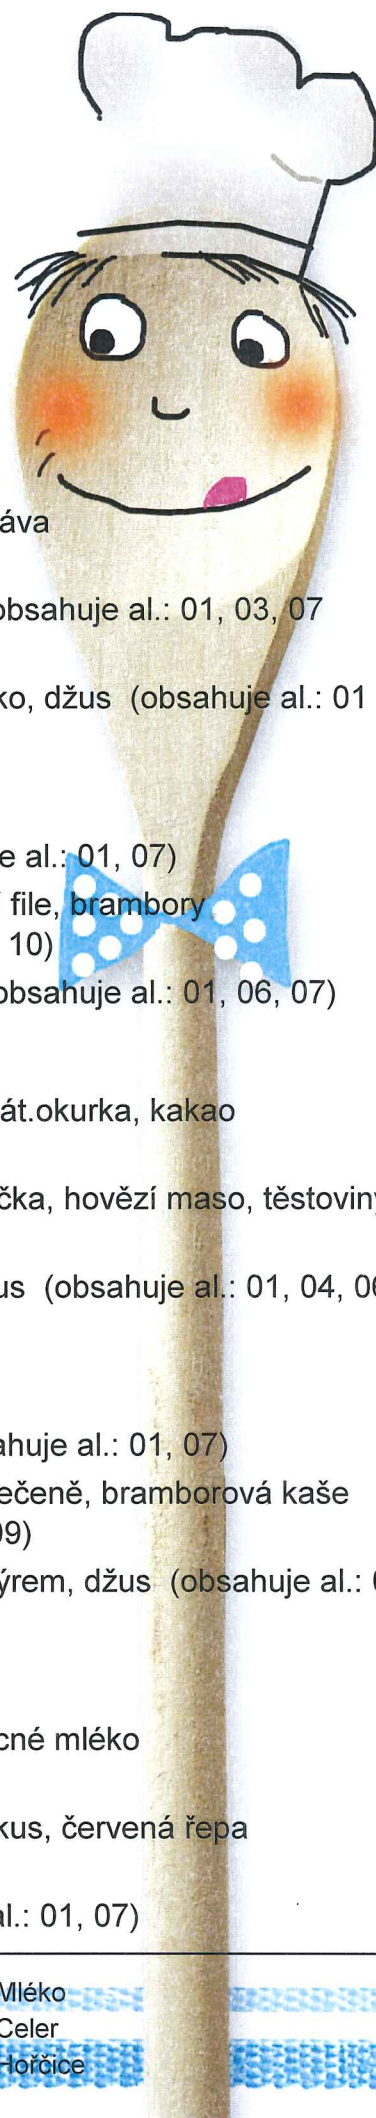 áva
obsahuje al.: 01, 03, 07
ko, džus (obsahuje al.: 01
e al.: 01, 07)
file, brambory
10)
obsahuje al.: 01, 06, 07)
át.okurka, kakao
čka, hovězí maso, těstoviny
us (obsahuje al.: 01, 04, 06
ahuje al.: 01, 07)
ečeně, bramborová kaše
09)
ýrem, džus (obsahuje al.: 0
cné mléko
kus, červená řepa
al.: 01, 07)
Mléko
Celer
Hořčice